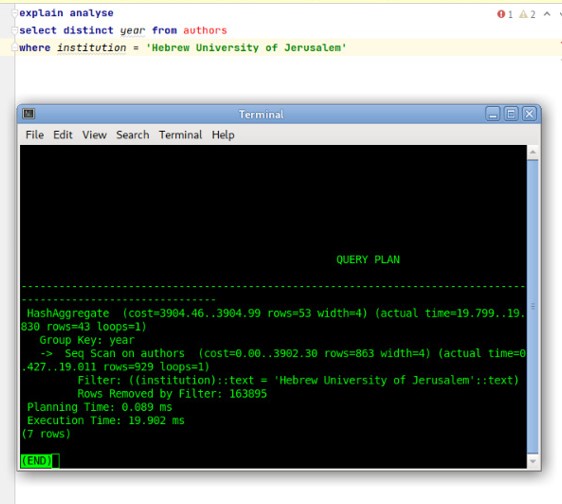 explain analyse
select distinct year from authors
where institution = 'Hebrew University of Jerusalem'
1 2
Terminal
File Edit View Search Terminal Help
QUERY PLAN
--------------------------------------------------------------------------------
-------------------------------
HashAggregate (cost=3904.46..3904.99 rows=53 width=4) (actual time=19.799..19.
830 rows=43 loops=1)
Group Key: year
-> Seq Scan on authors (cost=0.00..3902.30 rows=863 width=4) (actual time=0
.427..19.011 rows=929 loops=1)
Filter: ((institution)::text = 'Hebrew University of Jerusalem'::text)
Rows Removed by Filter: 163895
Planning Time: 0.089 ms
Execution Time: 19.902 ms
(7 rows)
(END)